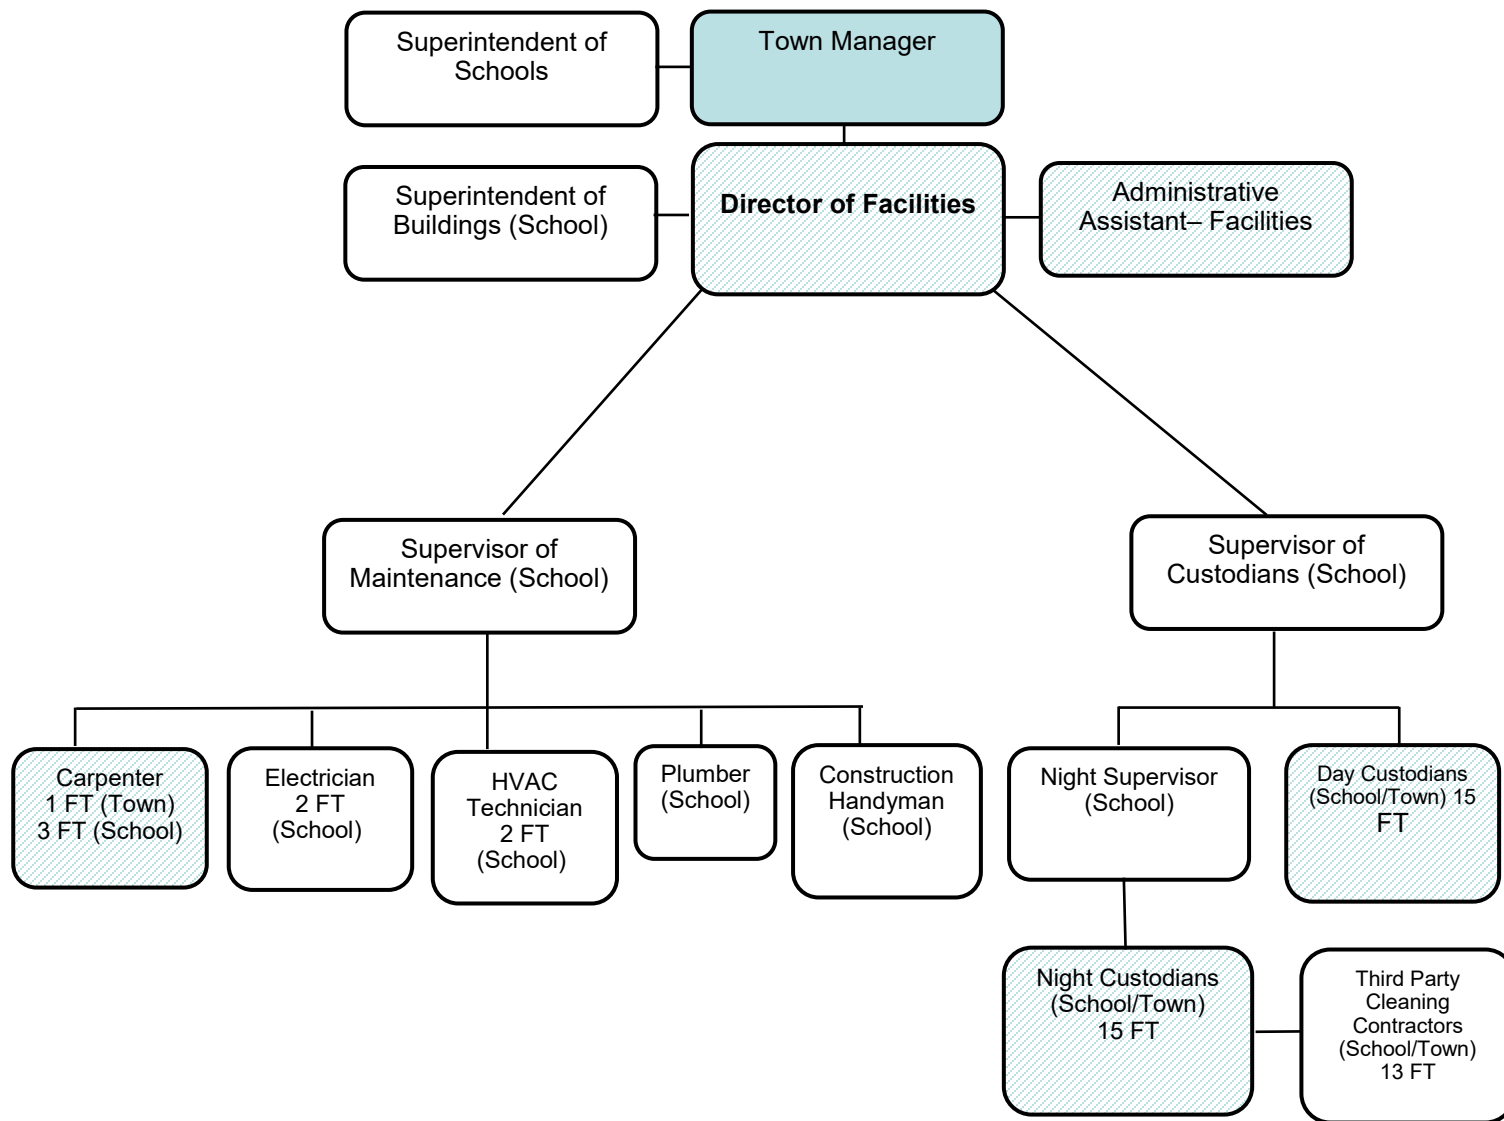 Superintendent of
Schools
Town Manager
Superintendent of
Buildings (School)
Director of Facilities
Administrative
Assistant– Facilities
Supervisor of
Maintenance (School)
Supervisor of
Custodians (School)
Carpenter
1 FT (Town)
3 FT (School)
Electrician
2 FT
(School)
HVAC
Technician
2 FT
(School)
Plumber
(School)
Construction
Handyman
(School)
Night Supervisor
(School)
Day Custodians
(School/Town) 15
FT
Night Custodians
(School/Town)
15 FT
Third Party
Cleaning
Contractors
(School/Town)
13 FT